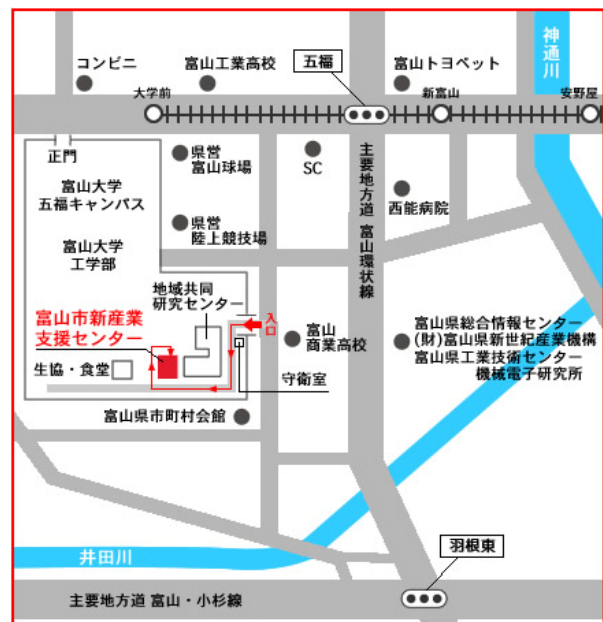 コンビニ
富山工業高校
五福
富山トヨペット
神通川
大学前
新富山
安野屋
正門
県営
富山球場
SC
主要地方道 富山環状線
西能病院
富山大学
五福キャンパス
県営
陸上競技場
富山大学
工学部
地域共同
研究センター
入口
富山市新産業
支援センター
富山
商業高校
富山県総合情報センター
(財)富山県新世紀産業機構
富山県工業技術センター
機械電子研究所
生協・食堂
守衛室
富山県市町村会館
井田川
羽根東
主要地方道 富山・小杉線